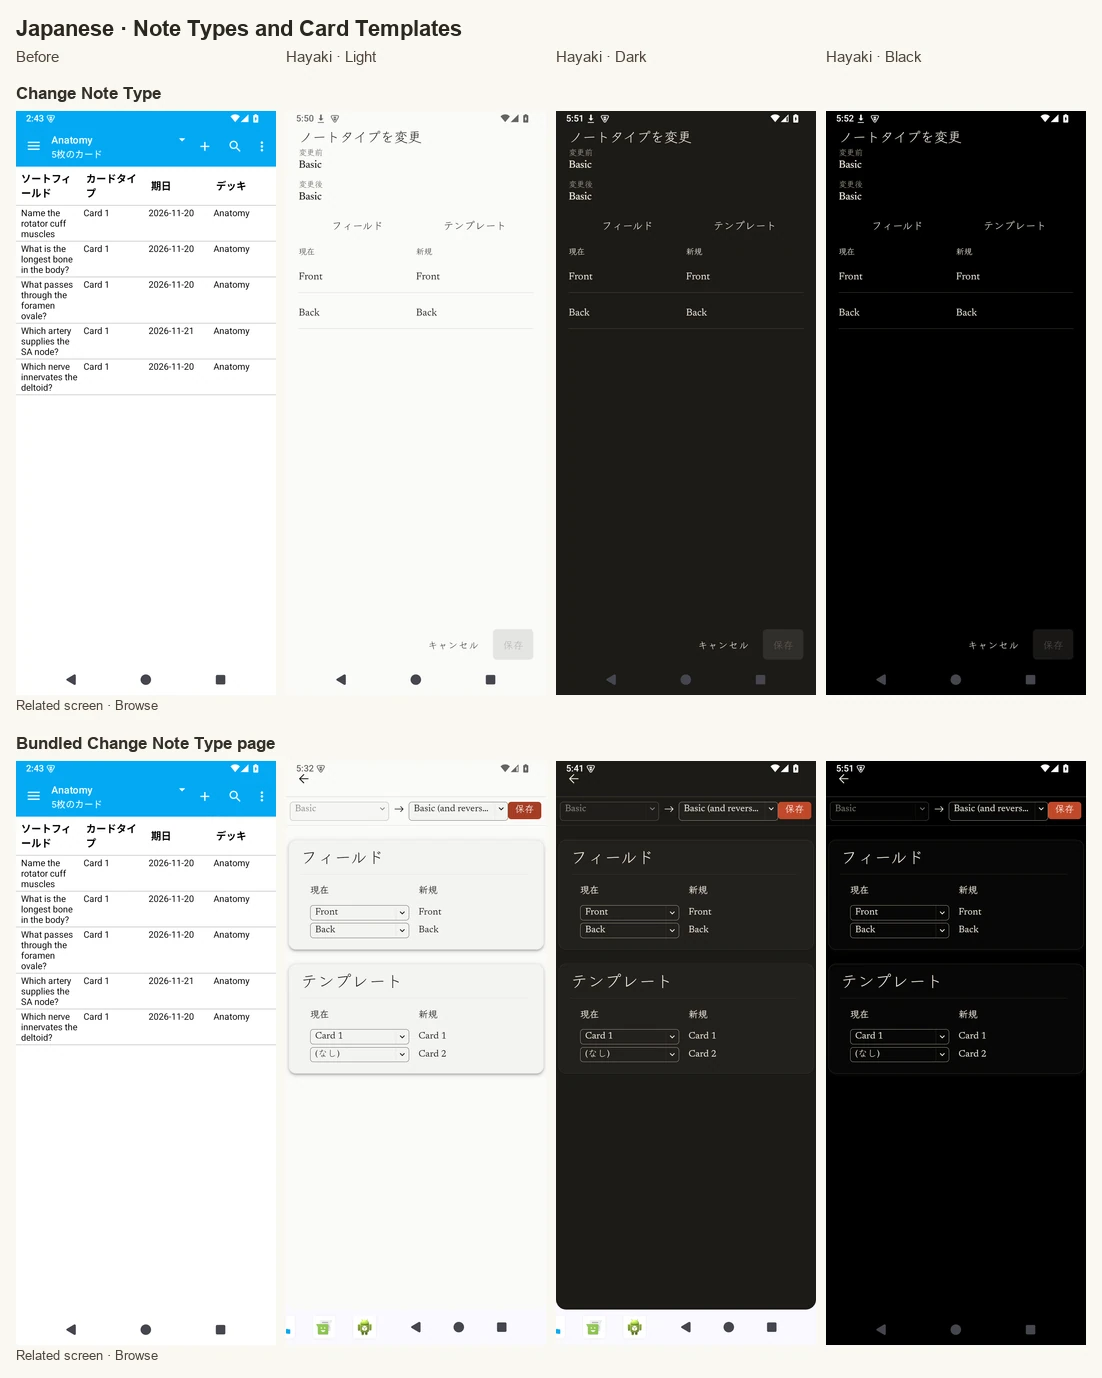 Japanese · Note Types and Card Templates
Before
Hayaki · Light
Hayaki · Dark
Hayaki · Black
Change Note Type
2:43
Anatomy
5枚のカード
ソートフィールド
カードタイプ
期日
デッキ
Name the rotator cuff muscles
Card 1
2026-11-20
Anatomy
What is the longest bone in the body?
Card 1
2026-11-20
Anatomy
What passes through the foramen ovale?
Card 1
2026-11-20
Anatomy
Which artery supplies the SA node?
Card 1
2026-11-21
Anatomy
Which nerve innervates the deltoid?
Card 1
2026-11-20
Anatomy
5:50
ノートタイプを変更
変更前
Basic
変更後
Basic
フィールド
テンプレート
現在
新規
Front
Front
Back
Back
キャンセル
保存
5:51
ノートタイプを変更
変更前
Basic
変更後
Basic
フィールド
テンプレート
現在
新規
Front
Front
Back
Back
キャンセル
保存
5:52
ノートタイプを変更
変更前
Basic
変更後
Basic
フィールド
テンプレート
現在
新規
Front
Front
Back
Back
キャンセル
保存
Related screen · Browse
Bundled Change Note Type page
2:43
Anatomy
5枚のカード
ソートフィールド
カードタイプ
期日
デッキ
Name the rotator cuff muscles
Card 1
2026-11-20
Anatomy
What is the longest bone in the body?
Card 1
2026-11-20
Anatomy
What passes through the foramen ovale?
Card 1
2026-11-20
Anatomy
Which artery supplies the SA node?
Card 1
2026-11-21
Anatomy
Which nerve innervates the deltoid?
Card 1
2026-11-20
Anatomy
5:32
Basic
→
Basic (and revers...
保存
フィールド
現在
新規
Front
Front
Back
Back
テンプレート
現在
新規
Card 1
Card 1
(なし)
Card 2
5:41
Basic
→
Basic (and revers...
保存
フィールド
現在
新規
Front
Front
Back
Back
テンプレート
現在
新規
Card 1
Card 1
(なし)
Card 2
5:51
Basic
→
Basic (and revers...
保存
フィールド
現在
新規
Front
Front
Back
Back
テンプレート
現在
新規
Card 1
Card 1
(なし)
Card 2
Related screen · Browse